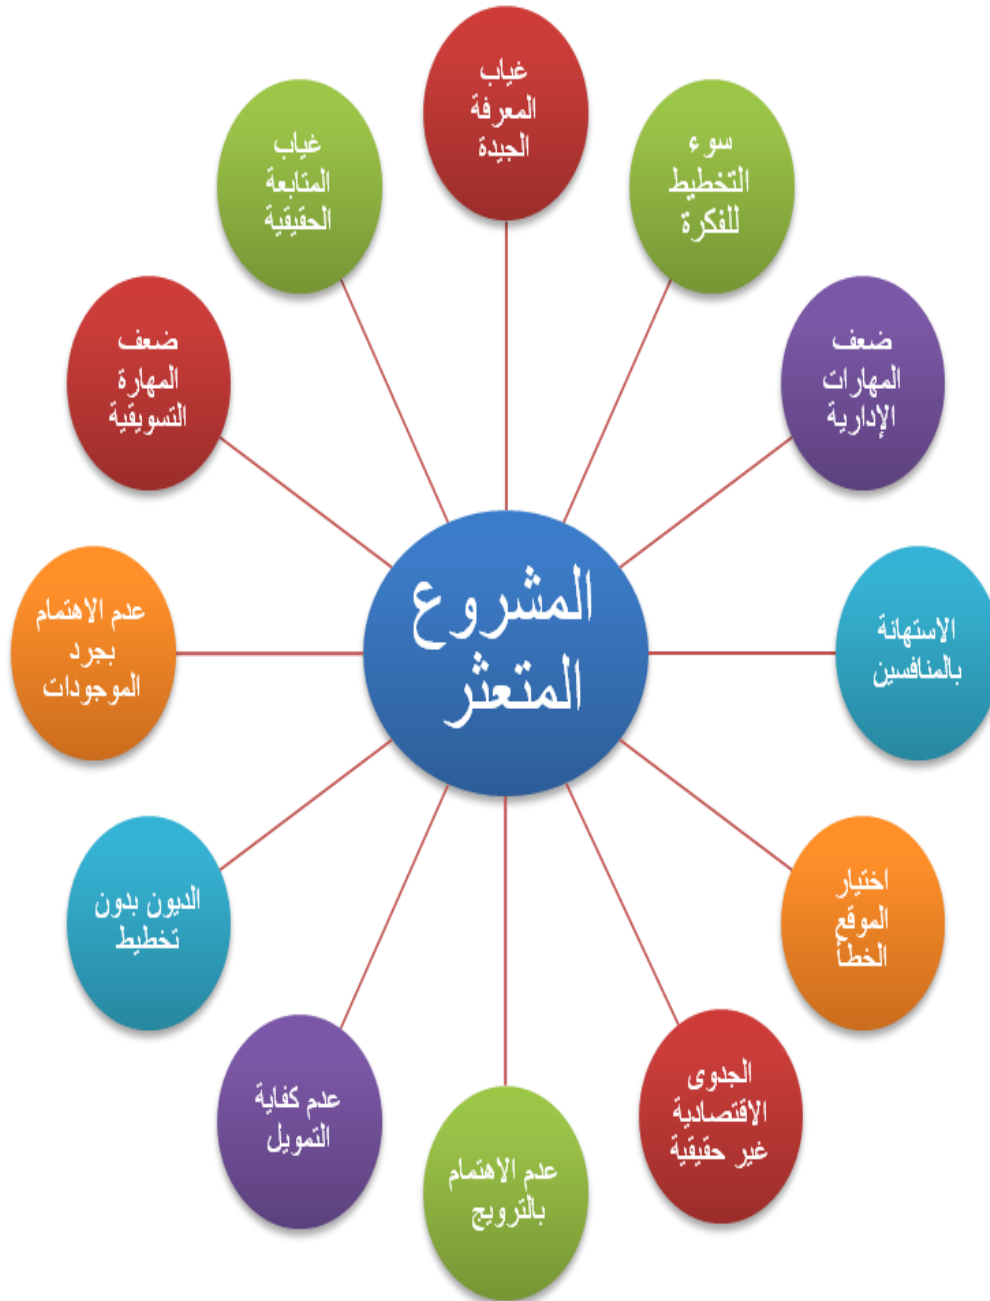 غياب
المعرفة
الجيدة
سوء
التخطيط
للفكرة
ضعف
المهارات
الإدارية
الاستهانة
بالمنافسين
اختيار
الموقع
الخطأ
الجدوى
الاقتصادية
غير حقيقية
عدم الاهتمام
بالترويج
عدم كفاية
التمويل
الديون بدون
تخطيط
عدم الاهتمام
بجرد
الموجودات
ضعف
المهارة
التسويقية
غياب
المتابعة
الحقيقية
المشروع
المتعثر